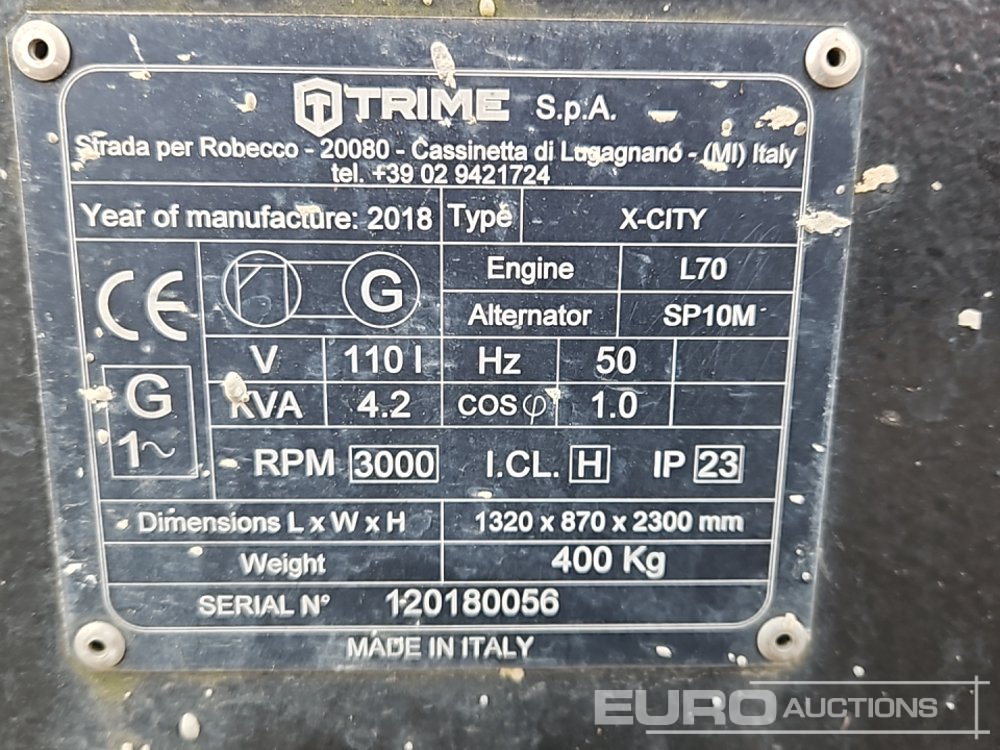 TRIME S.p.A.
Strada per Robecco - 20080 - Cassinetta di Lugagnano - (MI) Italy
tel. +39 02 9421724
Year of manufacture: 2018 Type X-CITY
CE G Engine L70
Alternator SP10M
V 110 I Hz 50
G KVA 4.2 COS φ 1.0
1~ RPM 3000 I.CL. H IP 23
Dimensions L x W x H 1320 x 870 x 2300 mm
Weight 400 Kg
SERIAL N° 120180056
MADE IN ITALY
EURO AUCTIONS